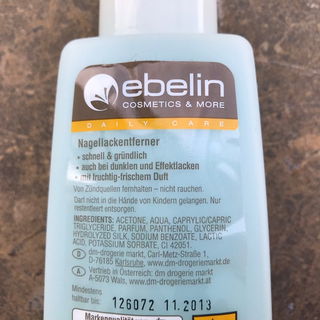 ebelin
COSMETICS & MORE
DAILY CARE
Nagellackentferner
• schnell & gründlich
• auch bei dunklen und Effektlacken
• mit fruchtig-frischem Duft
Von Zündquellen fernhalten – nicht rauchen.
Darf nicht in die Hände von Kindern gelangen. Nur
restentleert entsorgen.
INGREDIENTS: ACETONE, AQUA, CAPRYLIC/CAPRIC
TRIGLYCERIDE, PARFUM, PANTHENOL, GLYCERIN,
HYDROLYZED SILK, SODIUM BENZOATE, LACTIC
ACID, POTASSIUM SORBATE, CI 42051.
D dm-drogerie markt, Carl-Metz-Straße 1,
D-76185 Karlsruhe, www.dm-drogeriemarkt.de
A Vertrieb in Österreich: dm drogerie markt
A-5073 Wals, www.dm-drogeriemarkt.at
Mindestens
haltbar bis: 126072 11.2013